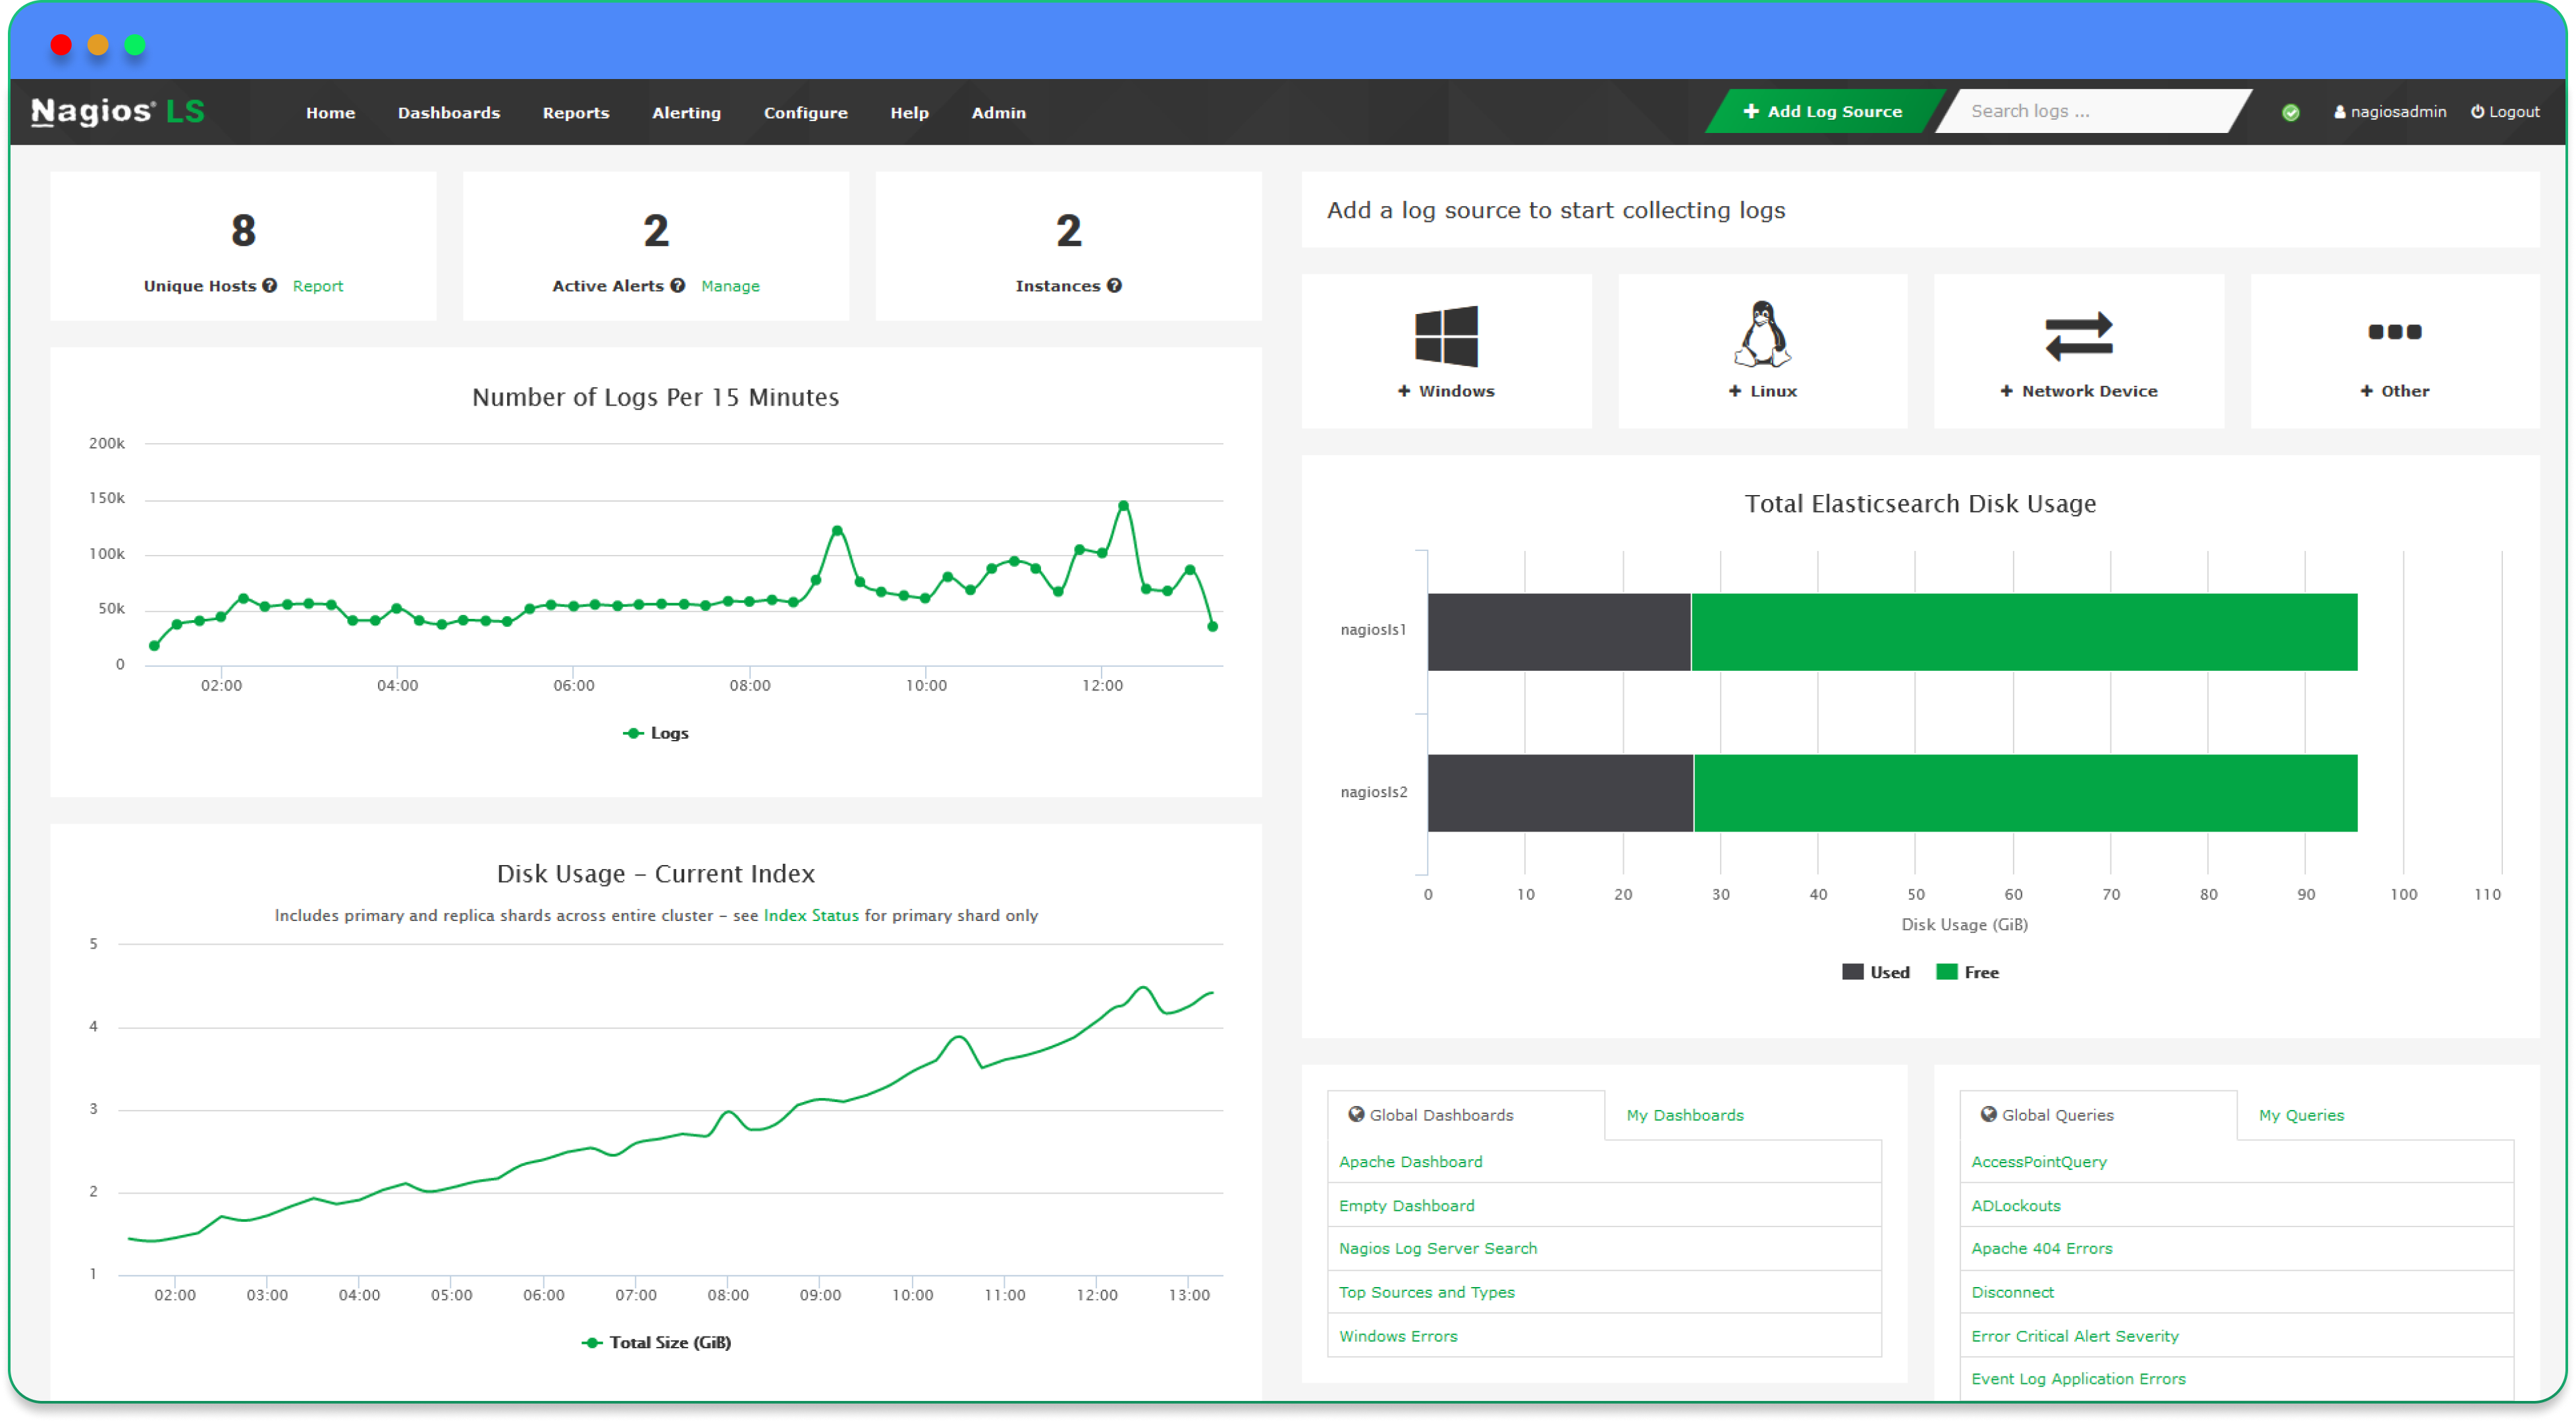 Nagios® LS
Home Dashboards Reports Alerting Configure Help Admin
Add Log Source
Search logs ...
nagiosadmin
Logout
8
Unique Hosts Report
2
Active Alerts Manage
2
Instances
Number of Logs Per 15 Minutes
200k
150k
100k
50k
0
02:00 04:00 06:00 08:00 10:00 12:00
Logs
Disk Usage – Current Index
Includes primary and replica shards across entire cluster – see Index Status for primary shard only
5
4
3
2
1
02:00 03:00 04:00 05:00 06:00 07:00 08:00 09:00 10:00 11:00 12:00 13:00
Total Size (GiB)
Add a log source to start collecting logs
+ Windows
+ Linux
+ Network Device
+ Other
Total Elasticsearch Disk Usage
nagiosls1
nagiosls2
0 10 20 30 40 50 60 70 80 90 100 110
Disk Usage (GiB)
Used Free
Global Dashboards My Dashboards
Apache Dashboard
Empty Dashboard
Nagios Log Server Search
Top Sources and Types
Windows Errors
Global Queries My Queries
AccessPointQuery
ADLockouts
Apache 404 Errors
Disconnect
Error Critical Alert Severity
Event Log Application Errors